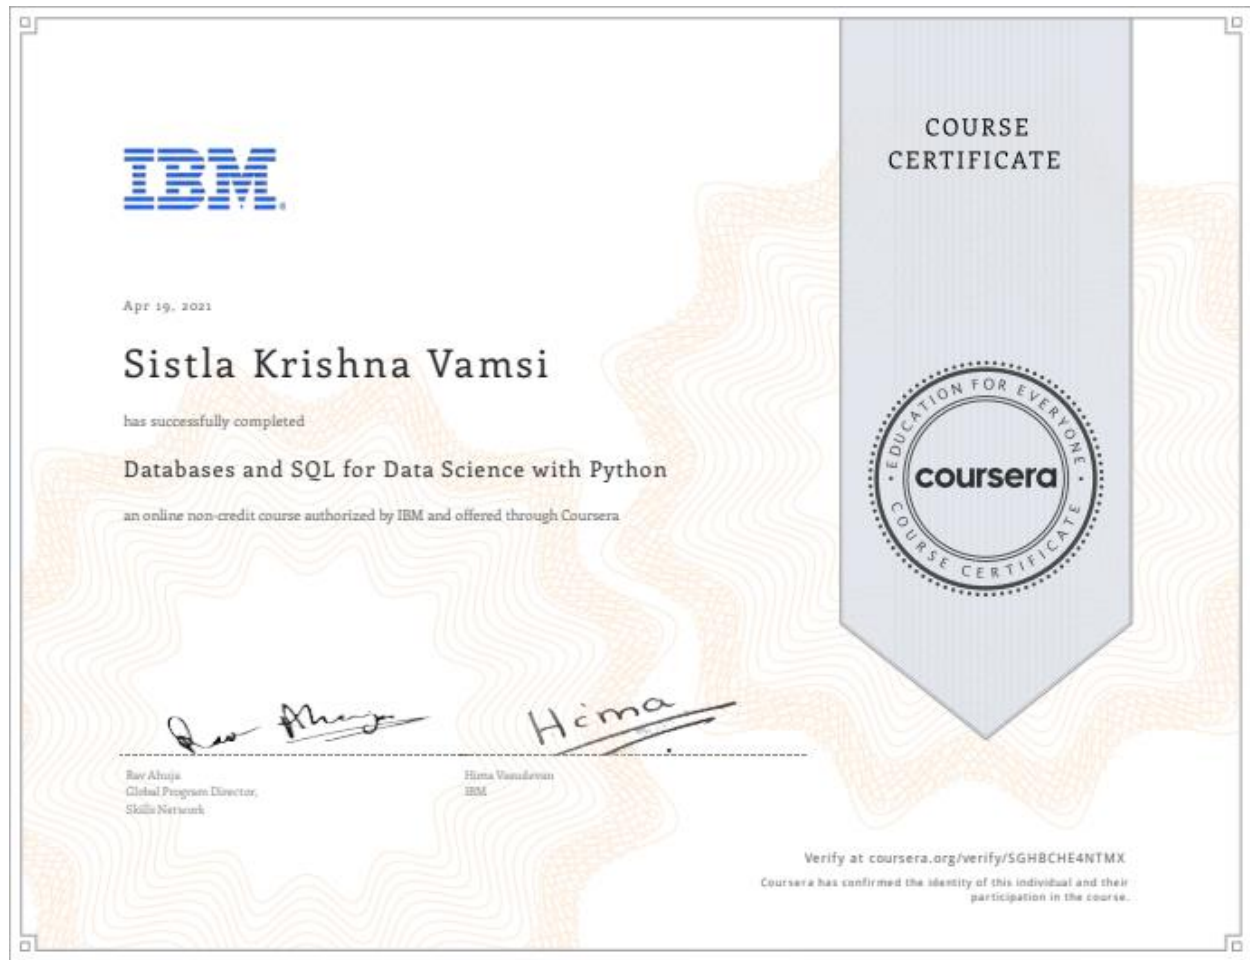 IBM
COURSE
CERTIFICATE
Apr 19, 2021
Sistla Krishna Vamsi
has successfully completed
Databases and SQL for Data Science with Python
an online non-credit course authorized by IBM and offered through Coursera
EDUCATION FOR EVERYONE
coursera
COURSE CERTIFICATE
Rav Ahuja
Hima
Rav Ahuja
Global Program Director,
Skills Network
Hima Vasudevan
IBM
Verify at coursera.org/verify/SGHBCHE4NTMX
Coursera has confirmed the identity of this individual and their
participation in the course.